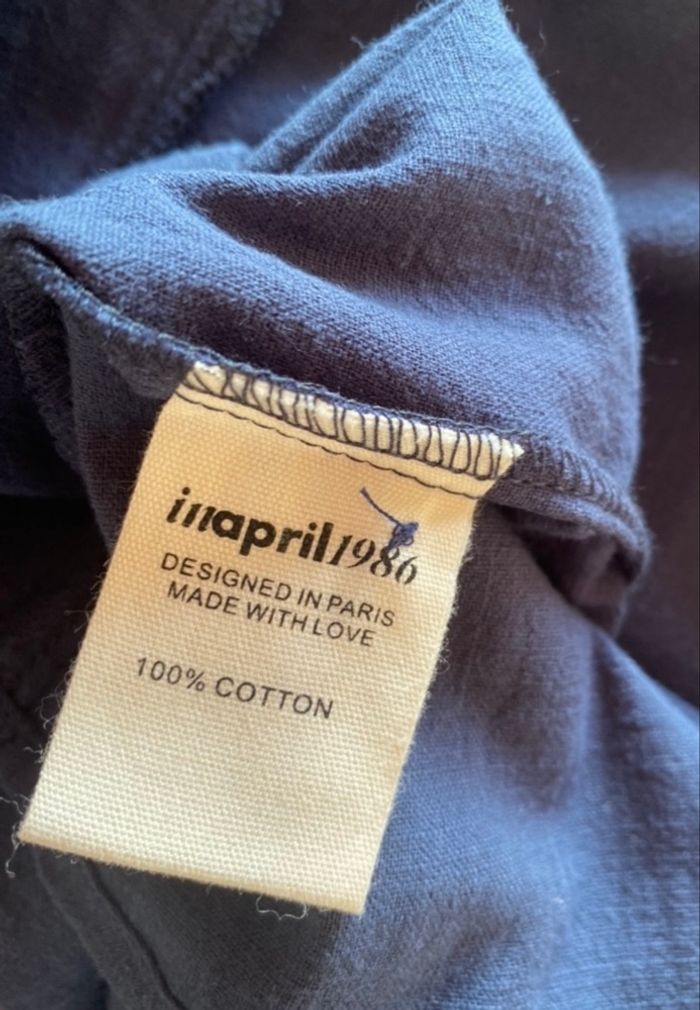 inapril1986
DESIGNED IN PARIS
MADE WITH LOVE
100% COTTON